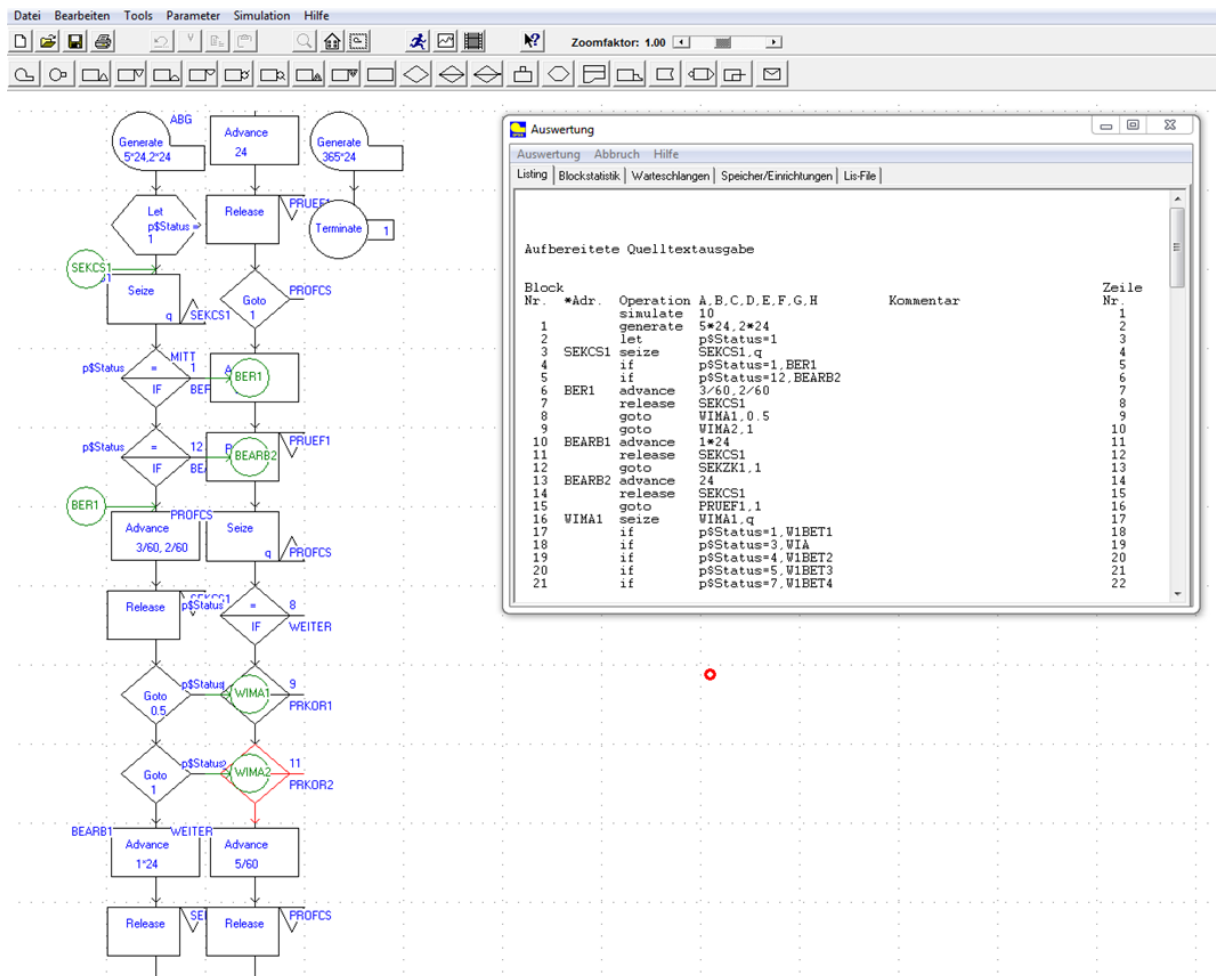 Datei Bearbeiten Tools Parameter Simulation Hilfe
Zoomfaktor: 1.00
ABG
Generate
5*24,2*24
Advance
24
Generate
365*24
Let
p$Status =
1
Release
PRUEF1
Terminate
1
SEKCS1
Seize
q
SEKCS1
Goto
1
PROFCS
MITT
p$Status
=
1
IF
BER1
p$Status
=
12
IF
BEARB2
PRUEF1
BER1
PROFCS
Advance
3/60, 2/60
Seize
q
PROFCS
Release
p$Status
=
8
IF
WEITER
Goto
0.5
p$Status
WIMA1
9
PRKOR1
Goto
1
p$Status
WIMA2
11
PRKOR2
BEARB1
Advance
1*24
WEITER
Advance
5/60
Release
Release
PROFCS
Auswertung
Auswertung Abbruch Hilfe
Listing Blockstatistik Warteschlangen Speicher/Einrichtungen Lis-File
Aufbereitete Quelltextausgabe
Block Zeile
Nr. *Adr. Operation A,B,C,D,E,F,G,H Kommentar Nr.
simulate 10 1
1 generate 5*24,2*24 2
2 let p$Status=1 3
3 SEKCS1 seize SEKCS1,q 4
4 if p$Status=1,BER1 5
5 if p$Status=12,BEARB2 6
6 BER1 advance 3/60,2/60 7
7 release SEKCS1 8
8 goto WIMA1,0.5 9
9 goto WIMA2,1 10
10 BEARB1 advance 1*24 11
11 release SEKCS1 12
12 goto SEKZK1,1 13
13 BEARB2 advance 24 14
14 release SEKCS1 15
15 goto PRUEF1,1 16
16 WIMA1 seize WIMA1,q 17
17 if p$Status=1,W1BET1 18
18 if p$Status=3,WIA 19
19 if p$Status=4,W1BET2 20
20 if p$Status=5,W1BET3 21
21 if p$Status=7,W1BET4 22